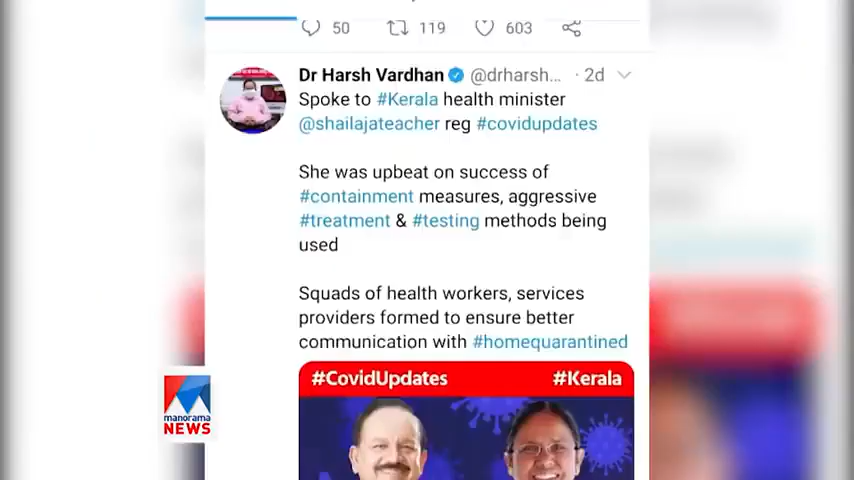 50 119 603
Dr Harsh Vardhan @drharsh... · 2d
Spoke to #Kerala health minister
@shailajateacher reg #covidupdates
She was upbeat on success of
#containment measures, aggressive
#treatment & #testing methods being
used
Squads of health workers, services
providers formed to ensure better
communication with #homequarantined
#CovidUpdates #Kerala
manorama
NEWS